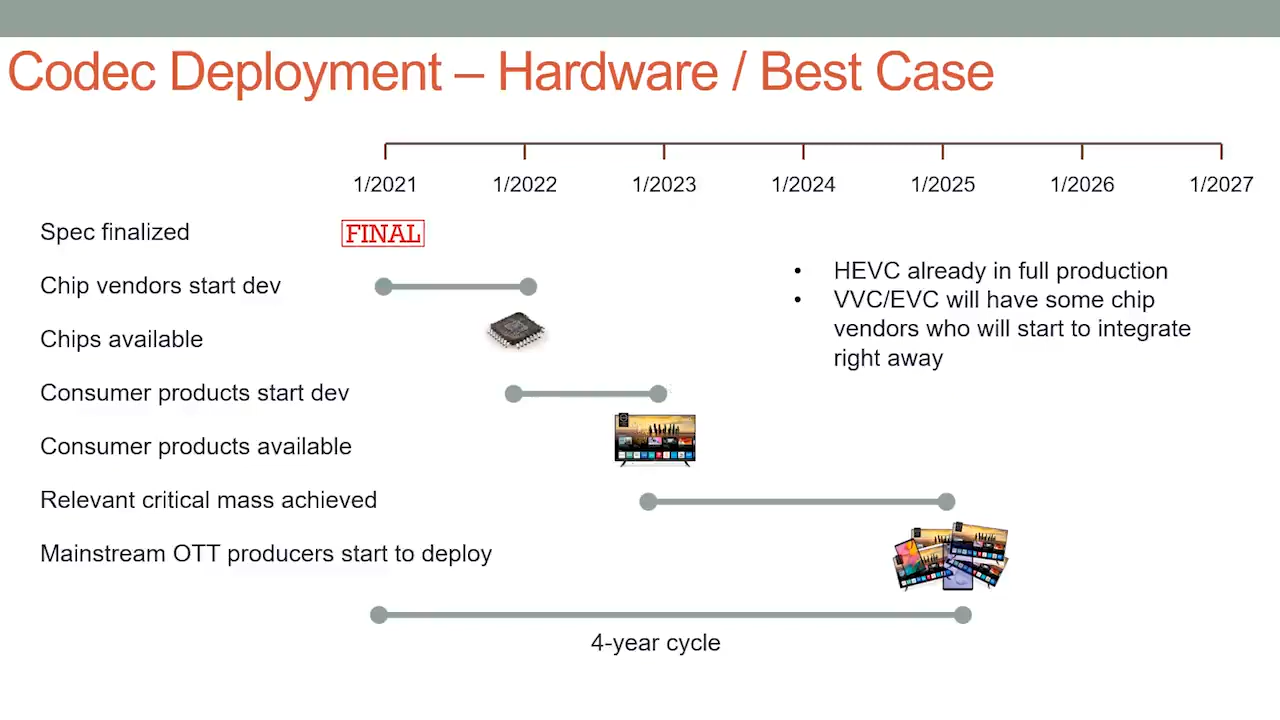 Codec Deployment – Hardware / Best Case
1/2021
1/2022
1/2023
1/2024
1/2025
1/2026
1/2027
Spec finalized
FINAL
Chip vendors start dev
Chips available
Consumer products start dev
Consumer products available
Relevant critical mass achieved
Mainstream OTT producers start to deploy
• HEVC already in full production
• VVC/EVC will have some chip
vendors who will start to integrate
right away
4-year cycle